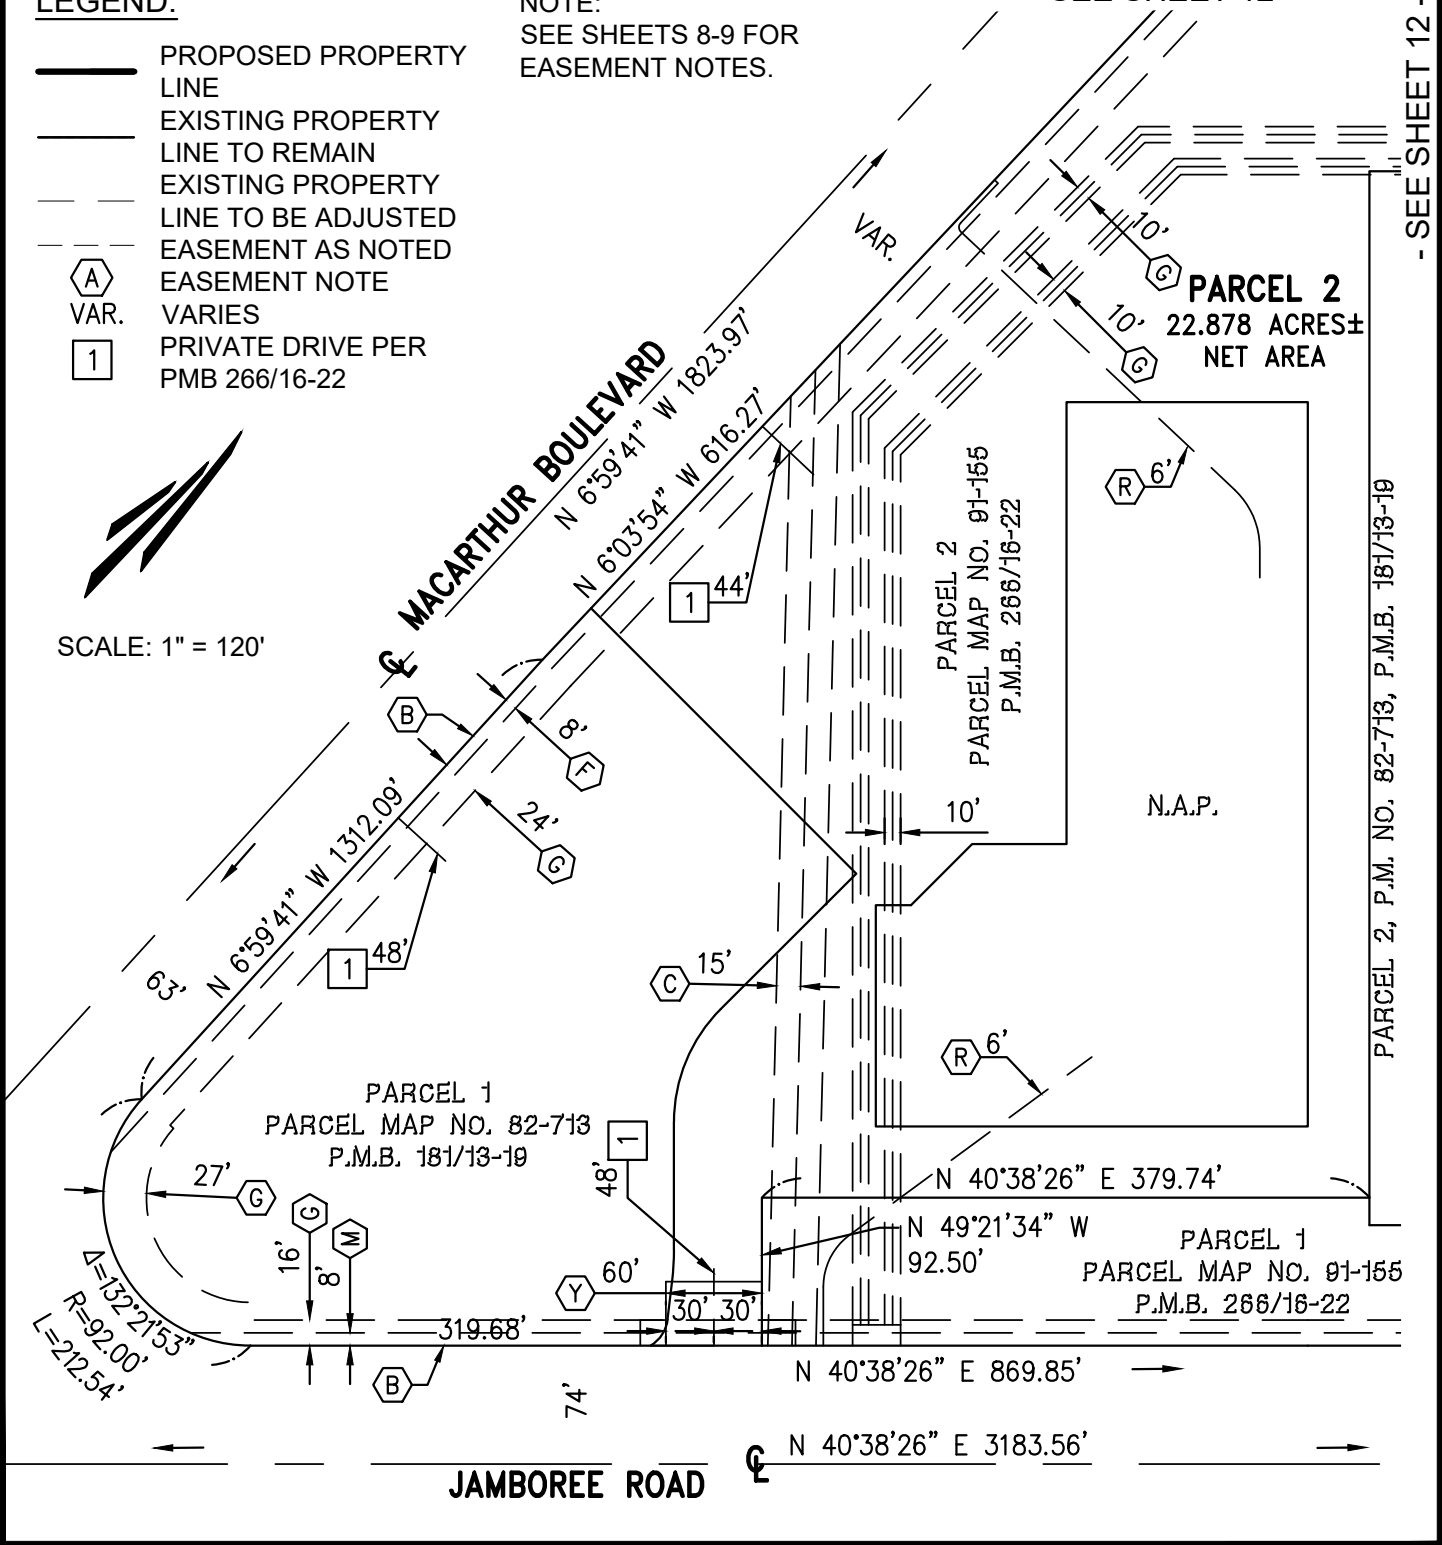 LEGEND:
PROPOSED PROPERTY
LINE
EXISTING PROPERTY
LINE TO REMAIN
EXISTING PROPERTY
LINE TO BE ADJUSTED
EASEMENT AS NOTED
A EASEMENT NOTE
VAR. VARIES
1 PRIVATE DRIVE PER
PMB 266/16-22
NOTE:
SEE SHEETS 8-9 FOR
EASEMENT NOTES.
SEE SHEET 12
- SEE SHEET 12 -
SCALE: 1" = 120'
VAR.
10'
G
10'
G
PARCEL 2
22.878 ACRES±
NET AREA
R 6'
℄ MACARTHUR BOULEVARD
N 6°59'41" W 1823.97'
N 6°03'54" W 616.27'
1 44'
PARCEL 2
PARCEL MAP NO. 91-155
P.M.B. 266/16-22
PARCEL 2, P.M. NO. 82-713, P.M.B. 181/13-19
B
8'
F
24'
G
10'
N.A.P.
N 6°59'41" W 1312.09'
1 48'
63'
C 15'
R 6'
PARCEL 1
PARCEL MAP NO. 82-713
P.M.B. 181/13-19
1
48'
27'
G
G
16'
M
8'
N 40°38'26" E 379.74'
N 49°21'34" W
92.50'
PARCEL 1
PARCEL MAP NO. 91-155
P.M.B. 266/16-22
Y 60'
30' 30'
319.68'
Δ=132°21'53"
R=92.00'
L=212.54'
B
74'
N 40°38'26" E 869.85'
℄ N 40°38'26" E 3183.56'
JAMBOREE ROAD